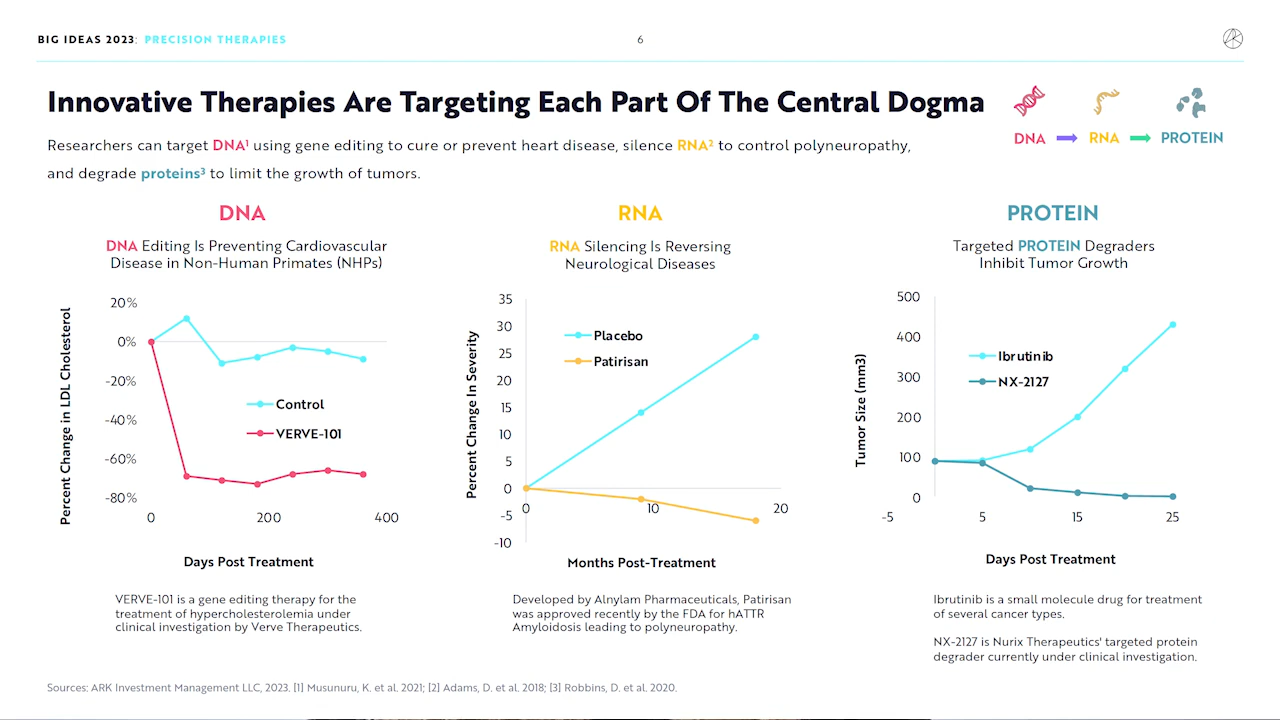 BIG IDEAS 2023: PRECISION THERAPIES
6
Innovative Therapies Are Targeting Each Part Of The Central Dogma
DNA
RNA
PROTEIN
Researchers can target DNA¹ using gene editing to cure or prevent heart disease, silence RNA² to control polyneuropathy,
and degrade proteins³ to limit the growth of tumors.
DNA
DNA Editing Is Preventing Cardiovascular
Disease in Non-Human Primates (NHPs)
Percent Change in LDL Cholesterol
20%
0%
-20%
-40%
-60%
-80%
Control
VERVE-101
0
200
400
Days Post Treatment
VERVE-101 is a gene editing therapy for the
treatment of hypercholesterolemia under
clinical investigation by Verve Therapeutics.
RNA
RNA Silencing Is Reversing
Neurological Diseases
Percent Change In Severity
35
30
25
20
15
10
5
0
-5
-10
Placebo
Patirisan
0
10
20
Months Post-Treatment
Developed by Alnylam Pharmaceuticals, Patirisan
was approved recently by the FDA for hATTR
Amyloidosis leading to polyneuropathy.
PROTEIN
Targeted PROTEIN Degraders
Inhibit Tumor Growth
Tumor Size (mm3)
500
400
300
200
100
0
Ibrutinib
NX-2127
-5
5
15
25
Days Post Treatment
Ibrutinib is a small molecule drug for treatment
of several cancer types.
NX-2127 is Nurix Therapeutics' targeted protein
degrader currently under clinical investigation.
Sources: ARK Investment Management LLC, 2023. [1] Musunuru, K. et al. 2021; [2] Adams, D. et al. 2018; [3] Robbins, D. et al. 2020.